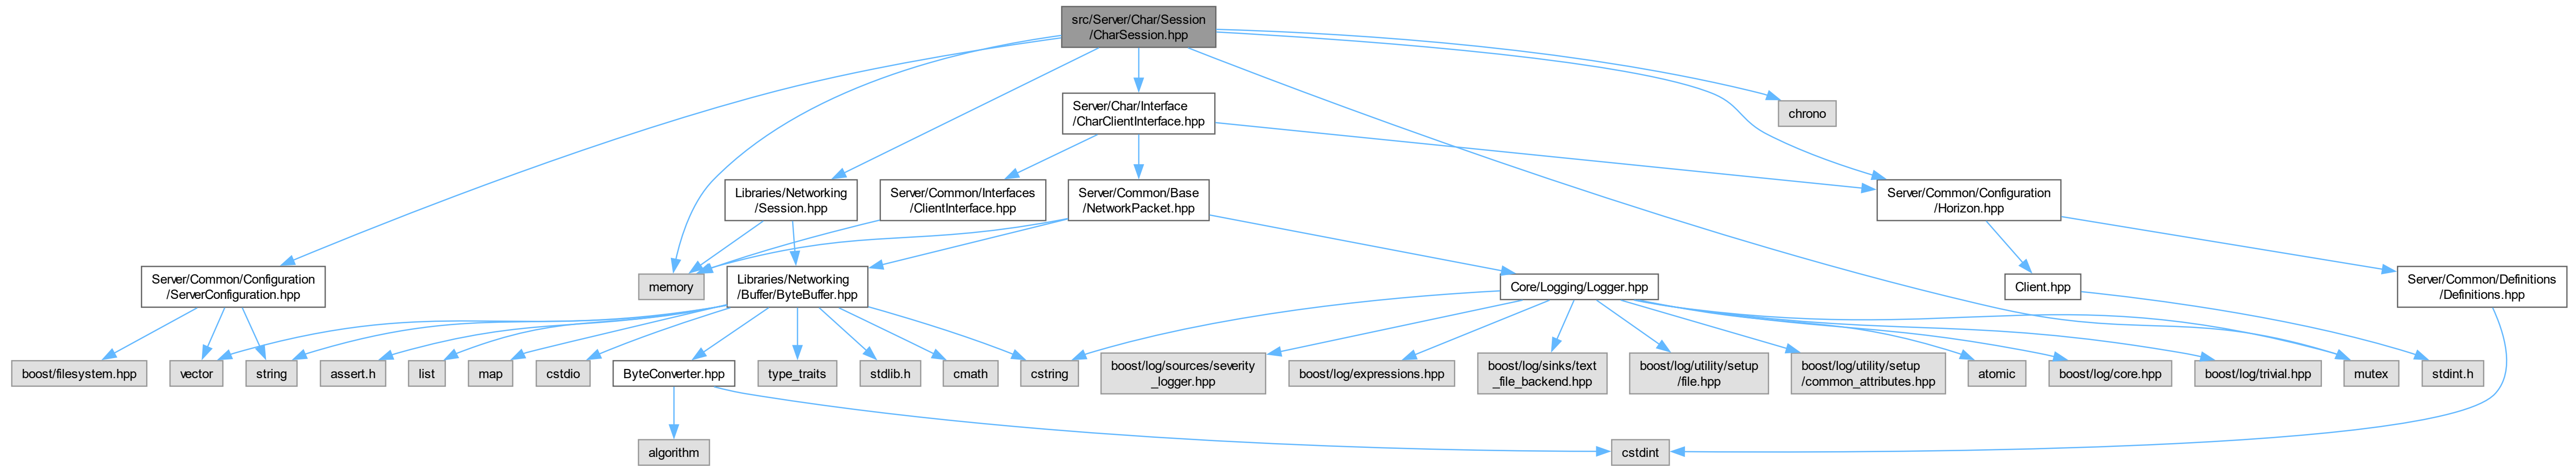 src/Server/Char/Session
/CharSession.hpp
Server/Char/Interface
/CharClientInterface.hpp
chrono
Libraries/Networking
/Session.hpp
Server/Common/Interfaces
/ClientInterface.hpp
Server/Common/Base
/NetworkPacket.hpp
Server/Common/Configuration
/Horizon.hpp
Server/Common/Configuration
/ServerConfiguration.hpp
memory
Libraries/Networking
/Buffer/ByteBuffer.hpp
Core/Logging/Logger.hpp
Client.hpp
Server/Common/Definitions
/Definitions.hpp
boost/filesystem.hpp
vector
string
assert.h
list
map
cstdio
ByteConverter.hpp
type_traits
stdlib.h
cmath
cstring
boost/log/sources/severity
_logger.hpp
boost/log/expressions.hpp
boost/log/sinks/text
_file_backend.hpp
boost/log/utility/setup
/file.hpp
boost/log/utility/setup
/common_attributes.hpp
atomic
boost/log/core.hpp
boost/log/trivial.hpp
mutex
stdint.h
algorithm
cstdint